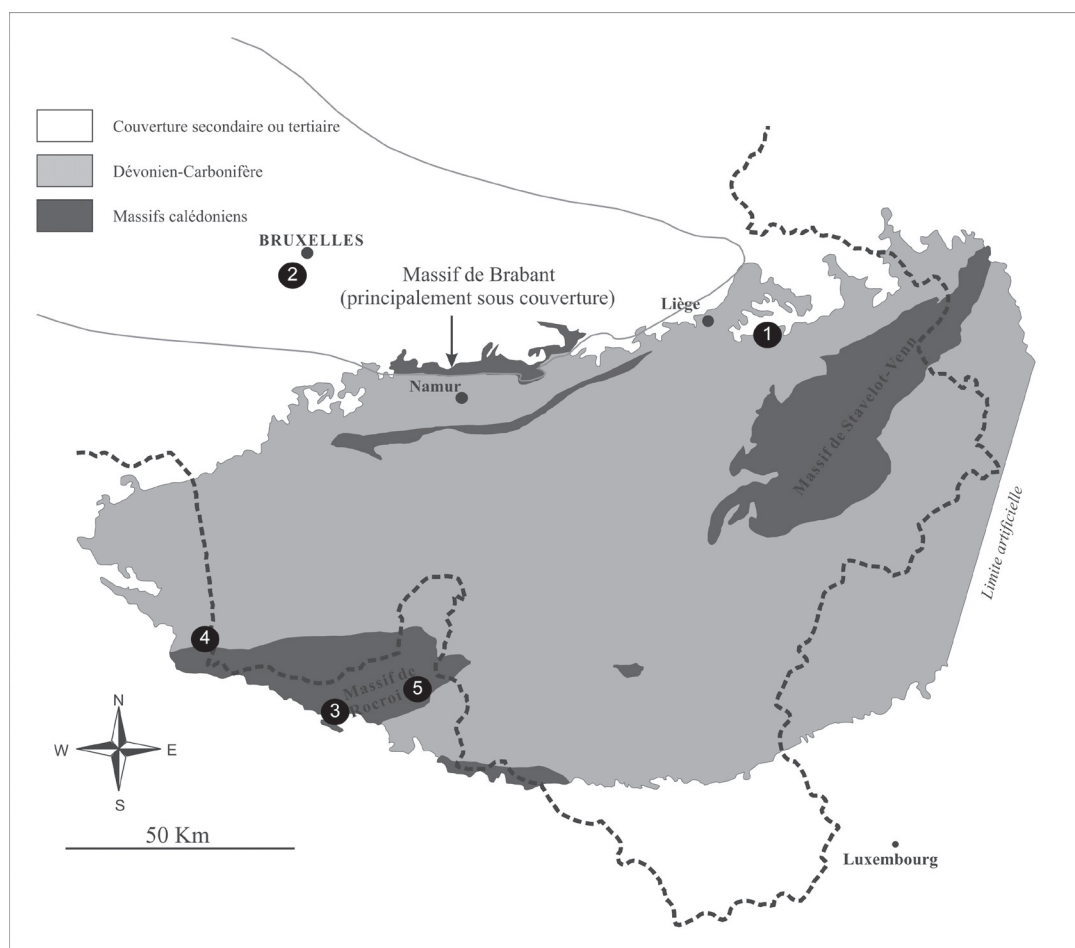 Couverture secondaire ou tertiaire
Dévonien-Carbonifère
Massifs calédoniens
BRUXELLES
2
Massif de Brabant
(principalement sous couverture)
Liège
1
Namur
Massif de Stavelot-Venn
Limite artificielle
4
Massif de
Rocroi
5
3
N
W E
S
50 Km
Luxembourg